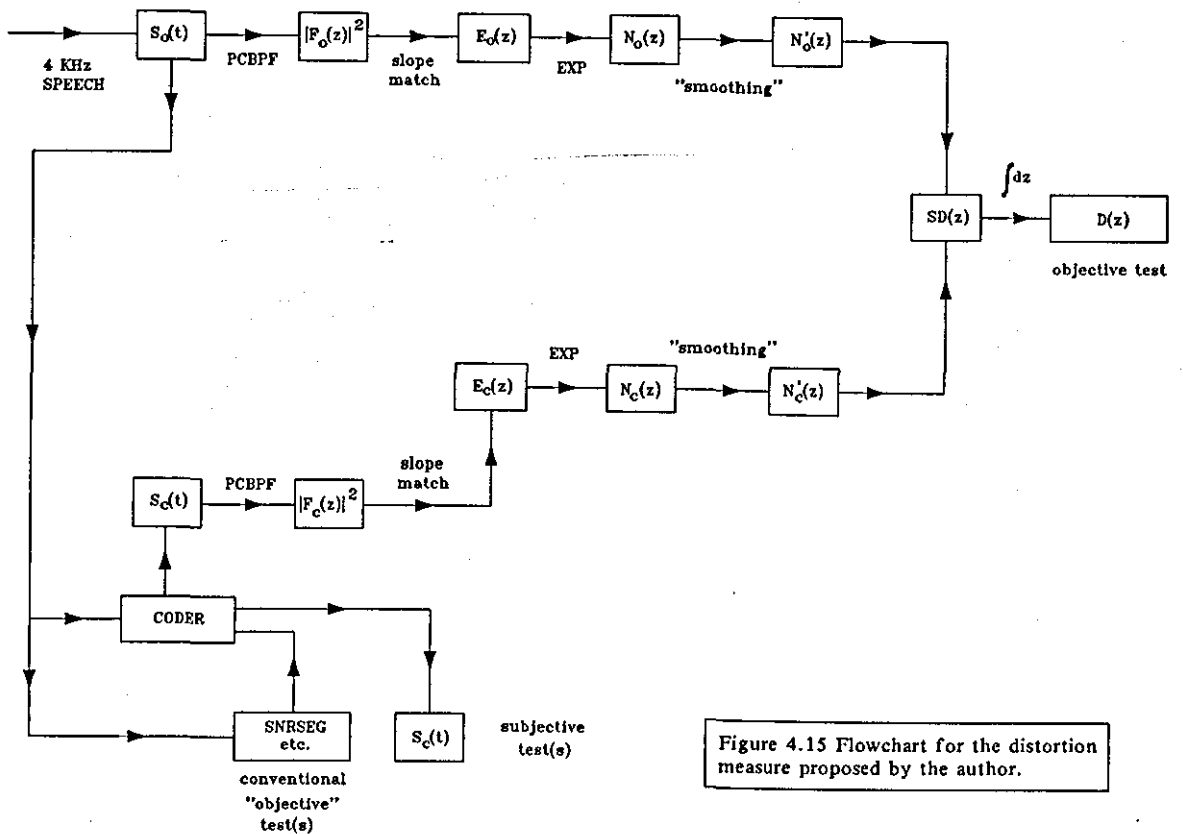 S₀(t)
|F₀(z)|²
E₀(z)
N₀(z)
N₀'(z)
4 KHz
SPEECH
PCBPF
slope
match
EXP
"smoothing"
∫dz
SD(z)
D(z)
objective test
EXP
"smoothing"
E_c(z)
N_c(z)
N_c'(z)
slope
match
PCBPF
S_c(t)
|F_c(z)|²
CODER
SNRSEG
etc.
S_c(t)
subjective
test(s)
conventional
"objective"
test(s)
Figure 4.15 Flowchart for the distortion
measure proposed by the author.